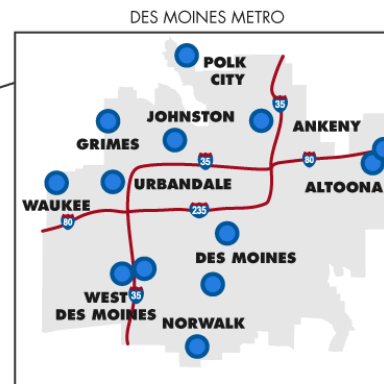 DES MOINES METRO
POLK
CITY
35
JOHNSTON
ANKENY
GRIMES
35
80
URBANDALE
ALTOONA
WAUKEE
80
235
DES MOINES
WEST
DES MOINES
35
NORWALK